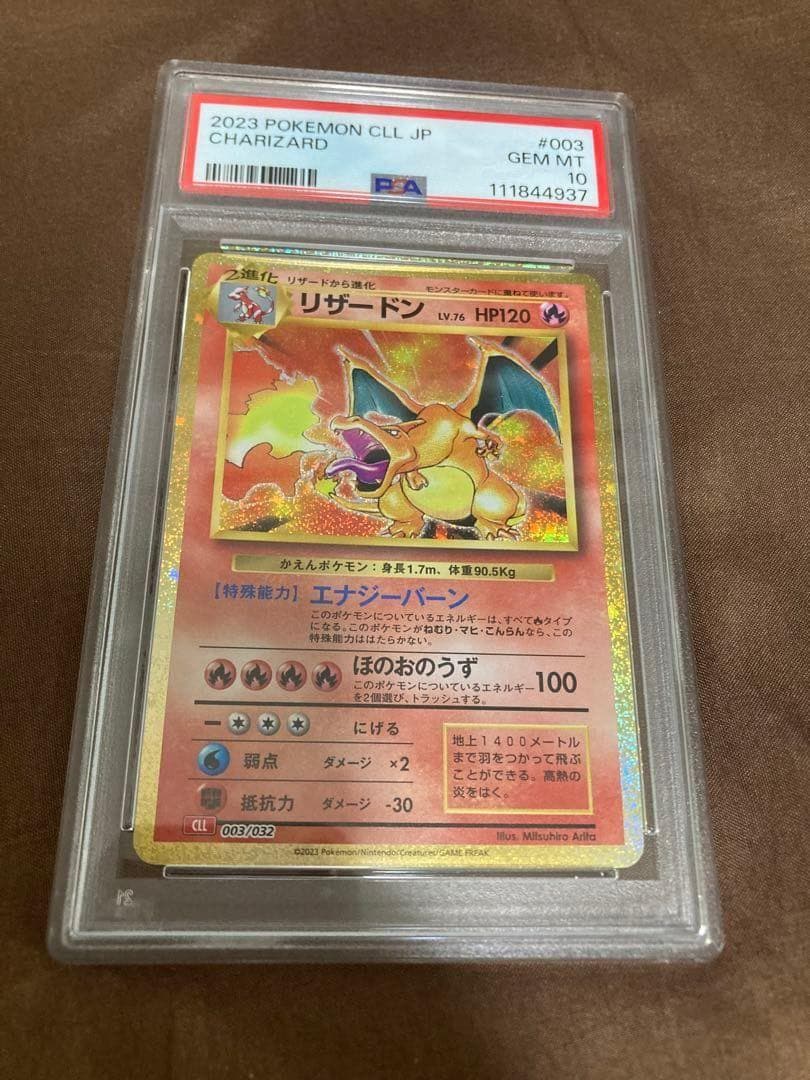 2023 POKEMON CLL JP
#003
CHARIZARD
GEM MT
10
PSA
111844937
2進化 リザードから進化
モンスターカードに重ねて使います。
リザードン LV.76 HP120
かえんポケモン：身長1.7m、体重90.5Kg
【特殊能力】エナジーバーン
このポケモンについているエネルギーは、すべてタイプ
になる。このポケモンがねむり・マヒ・こんらんなら、この
特殊能力ははたらかない。
ほのおのうず
100
このポケモンについているエネルギー
を2個選び、トラッシュする。
にげる
弱点 ダメージ ×2
抵抗力 ダメージ -30
地上1400メートル
まで羽をつかって飛ぶ
ことができる。高熱の
炎をはく。
CLL 003/032
Illus. Mitsuhiro Arita
©2023 Pokémon/Nintendo/Creatures/GAME FREAK